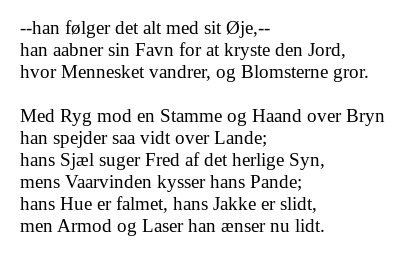 --han følger det alt med sit Øje,--
han aabner sin Favn for at kryste den Jord,
hvor Mennesket vandrer, og Blomsterne gror.

Med Ryg mod en Stamme og Haand over Bryn
han spejder saa vidt over Lande;
hans Sjæl suger Fred af det herlige Syn,
mens Vaarvinden kysser hans Pande;
hans Hue er falmet, hans Jakke er slidt,
men Armod og Laser han ænser nu lidt.